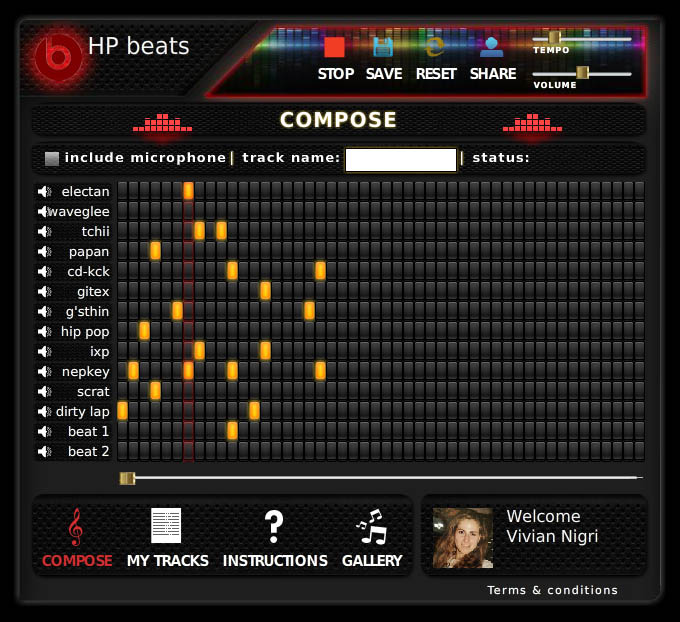 HP beats
STOP SAVE RESET SHARE
TEMPO
VOLUME
COMPOSE
include microphone | track name: | status:
electan
waveglee
tchii
papan
cd-kck
gitex
g'sthin
hip pop
ixp
nepkey
scrat
dirty lap
beat 1
beat 2
COMPOSE MY TRACKS INSTRUCTIONS GALLERY
Welcome
Vivian Nigri
Terms & conditions